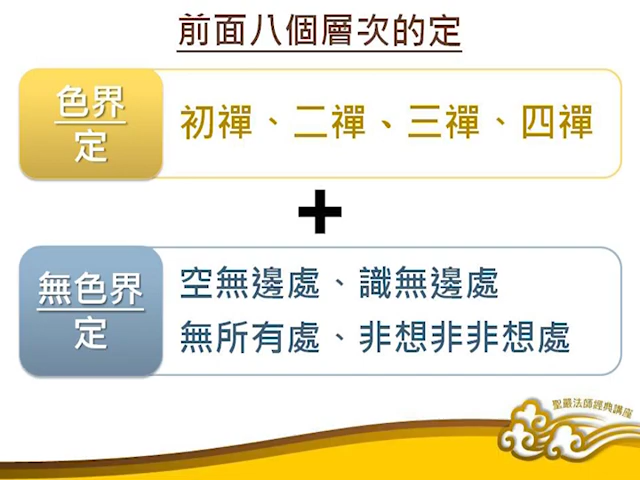 前面八個層次的定
色界
定
初禪、二禪、三禪、四禪
+
無色界
定
空無邊處、識無邊處
無所有處、非想非非想處
聖嚴法師經典講座